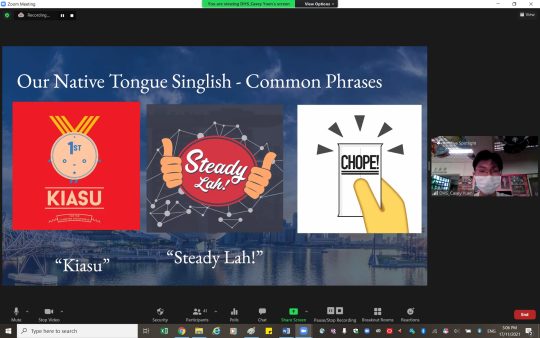 Zoom Meeting
You are viewing DHS_Casey Yuen's screen
View Options
Recording...
View
Our Native Tongue Singlish - Common Phrases
1ST
KIASU
Steady
Lah!
CHOPE!
"Kiasu"
"Steady Lah!"
DHS_Casey Yuen
Mute
Stop Video
Security
Participants
41
Polls
Chat
Share Screen
Pause/Stop Recording
Breakout Rooms
Reactions
End
Type here to search
ENG
5:06 PM
17/11/2021